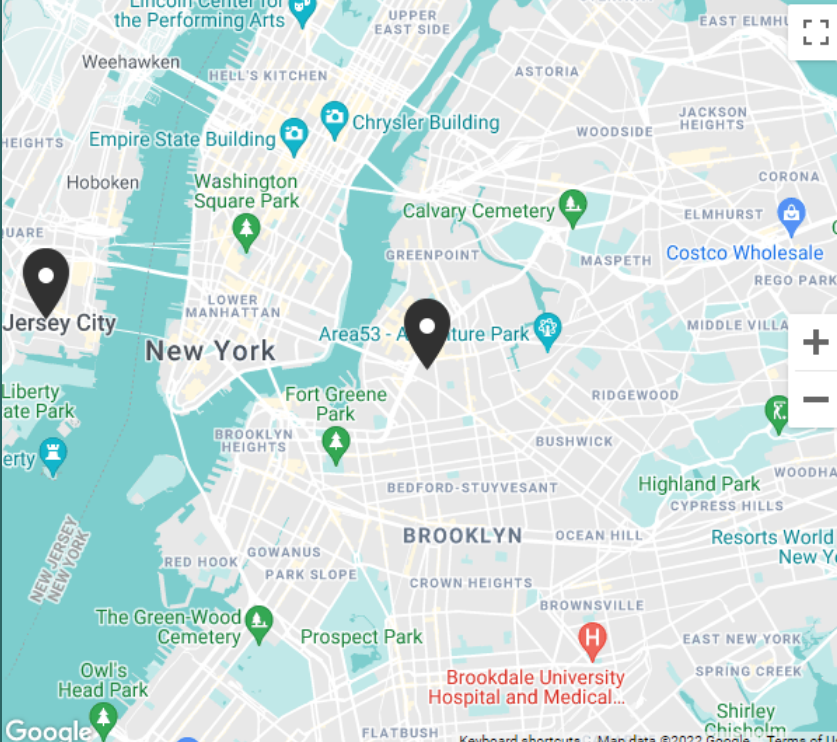 Lincoln Center for
the Performing Arts
UPPER
EAST SIDE
EAST ELMHU
Weehawken
HELL'S KITCHEN
ASTORIA
JACKSON
HEIGHTS
Chrysler Building
WOODSIDE
Empire State Building
HEIGHTS
CORONA
Hoboken
Washington
Square Park
Calvary Cemetery
ELMHURST
QUARE
GREENPOINT
MASPETH
Costco Wholesale
REGO PARK
LOWER
MANHATTAN
Jersey City
Area53 - A
nture Park
MIDDLE VILLA
New York
Liberty
ate Park
Fort Greene
Park
RIDGEWOOD
BROOKLYN
HEIGHTS
BUSHWICK
erty
WOODHA
Highland Park
BEDFORD-STUYVESANT
CYPRESS HILLS
BROOKLYN
OCEAN HILL
Resorts World
New Yo
NEW JERSEY
NEW YORK
RED HOOK
GOWANUS
PARK SLOPE
CROWN HEIGHTS
BROWNSVILLE
The Green-Wood
Cemetery
Prospect Park
H
EAST NEW YORK
Owl's
Head Park
Brookdale University
Hospital and Medical...
SPRING CREEK
Shirley
Chisholm
Google
FLATBUSH
Keyboard shortcuts
Map data ©2022 Google
Terms of U